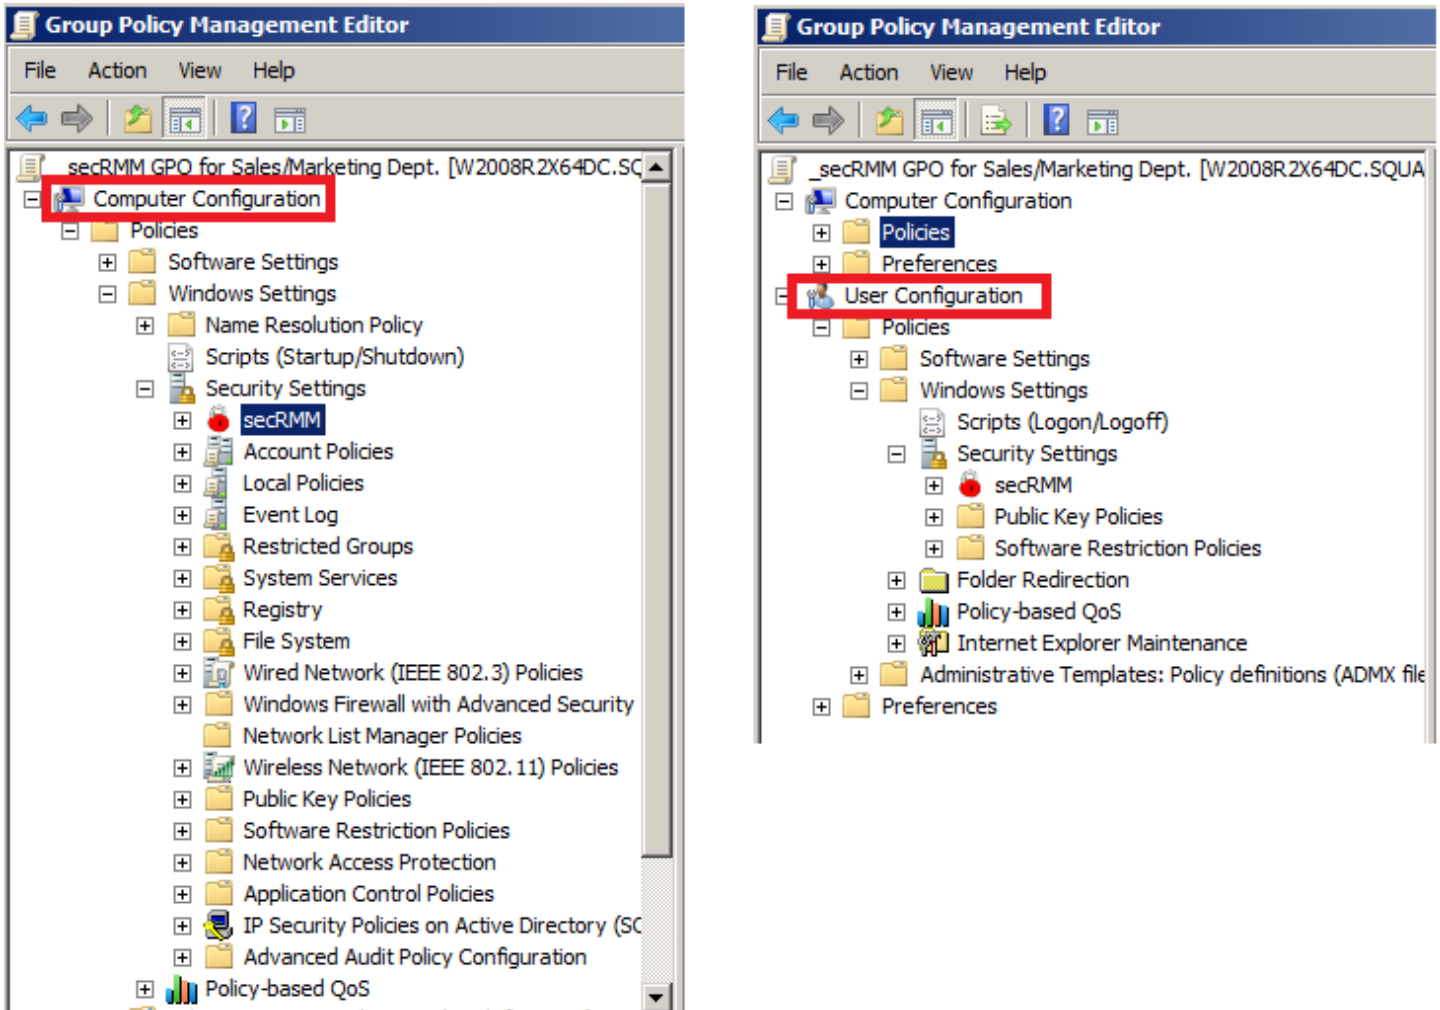 Group Policy Management Editor
File Action View Help
_secRMM GPO for Sales/Marketing Dept. [W2008R2X64DC.SQ
Computer Configuration
Policies
Software Settings
Windows Settings
Name Resolution Policy
Scripts (Startup/Shutdown)
Security Settings
secRMM
Account Policies
Local Policies
Event Log
Restricted Groups
System Services
Registry
File System
Wired Network (IEEE 802.3) Policies
Windows Firewall with Advanced Security
Network List Manager Policies
Wireless Network (IEEE 802.11) Policies
Public Key Policies
Software Restriction Policies
Network Access Protection
Application Control Policies
IP Security Policies on Active Directory (SQ
Advanced Audit Policy Configuration
Policy-based QoS
Group Policy Management Editor
File Action View Help
_secRMM GPO for Sales/Marketing Dept. [W2008R2X64DC.SQUA
Computer Configuration
Policies
Preferences
User Configuration
Policies
Software Settings
Windows Settings
Scripts (Logon/Logoff)
Security Settings
secRMM
Public Key Policies
Software Restriction Policies
Folder Redirection
Policy-based QoS
Internet Explorer Maintenance
Administrative Templates: Policy definitions (ADMX file
Preferences